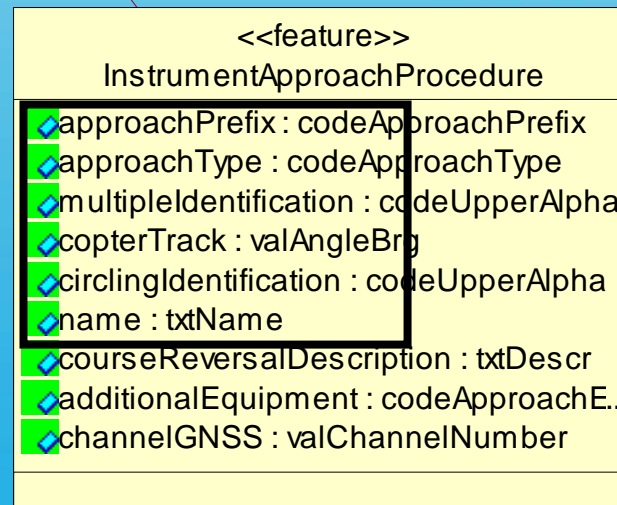 <<feature>>
InstrumentApproachProcedure
approachPrefix : codeApproachPrefix
approachType : codeApproachType
multipleIdentification : codeUpperAlpha
copterTrack : valAngleBrg
circlingIdentification : codeUpperAlpha
name : txtName
courseReversalDescription : txtDescr
additionalEquipment : codeApproachE..
channelGNSS : valChannelNumber